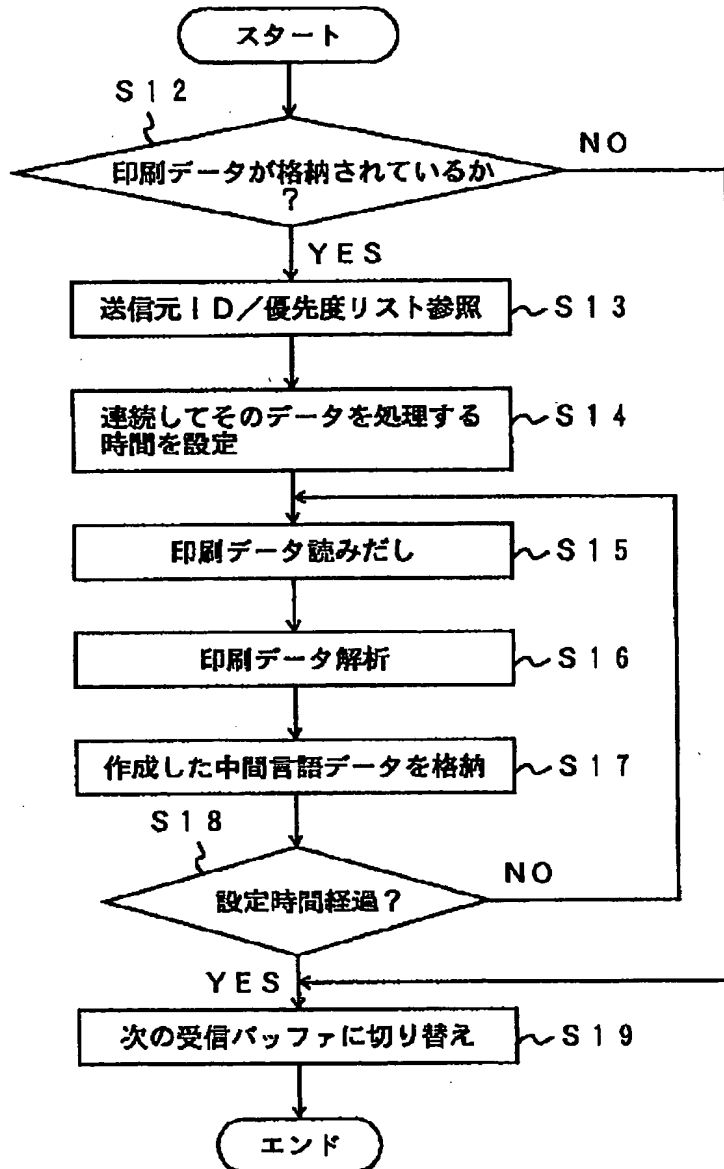 スタート
S12
印刷データが格納されているか
?
NO
YES
送信元ID/優先度リスト参照
S13
連続してそのデータを処理する
時間を設定
S14
印刷データ読みだし
S15
印刷データ解析
S16
作成した中間言語データを格納
S17
S18
設定時間経過?
NO
YES
次の受信バッファに切り替え
S19
エンド